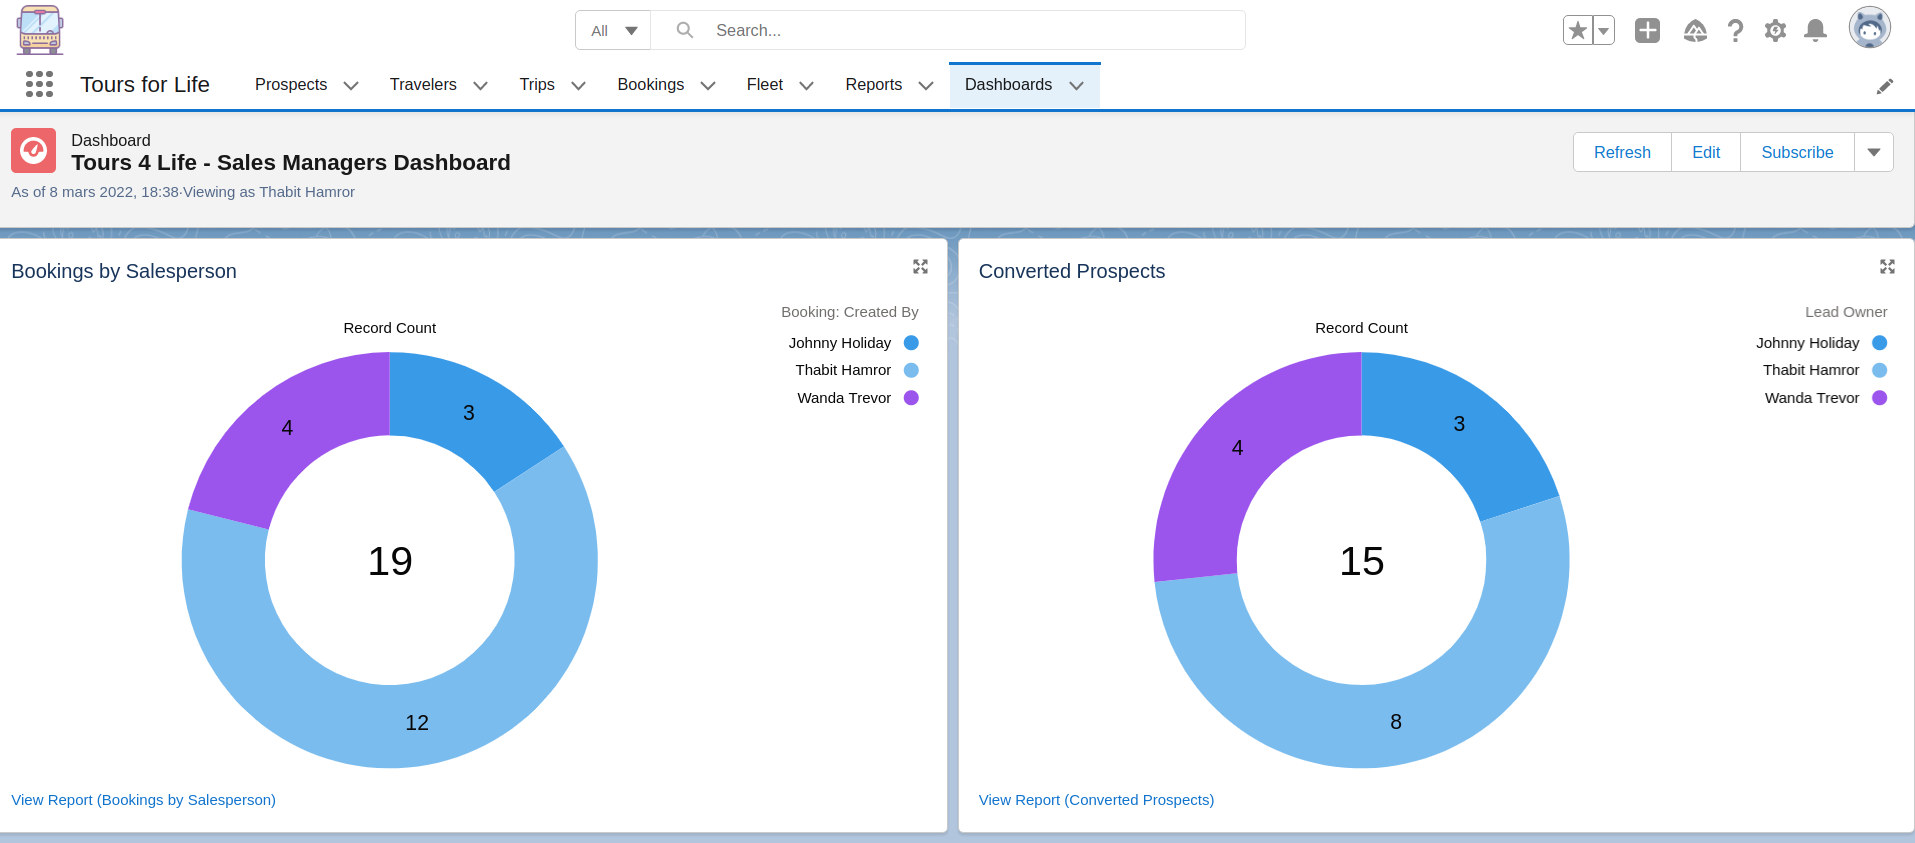 All
Search...
Tours for Life
Prospects
Travelers
Trips
Bookings
Fleet
Reports
Dashboards
Dashboard
Tours 4 Life - Sales Managers Dashboard
As of 8 mars 2022, 18:38·Viewing as Thabit Hamror
Refresh
Edit
Subscribe
Bookings by Salesperson
Booking: Created By
Record Count
Johnny Holiday
Thabit Hamror
Wanda Trevor
3
4
19
12
View Report (Bookings by Salesperson)
Converted Prospects
Lead Owner
Record Count
Johnny Holiday
Thabit Hamror
Wanda Trevor
3
4
15
8
View Report (Converted Prospects)